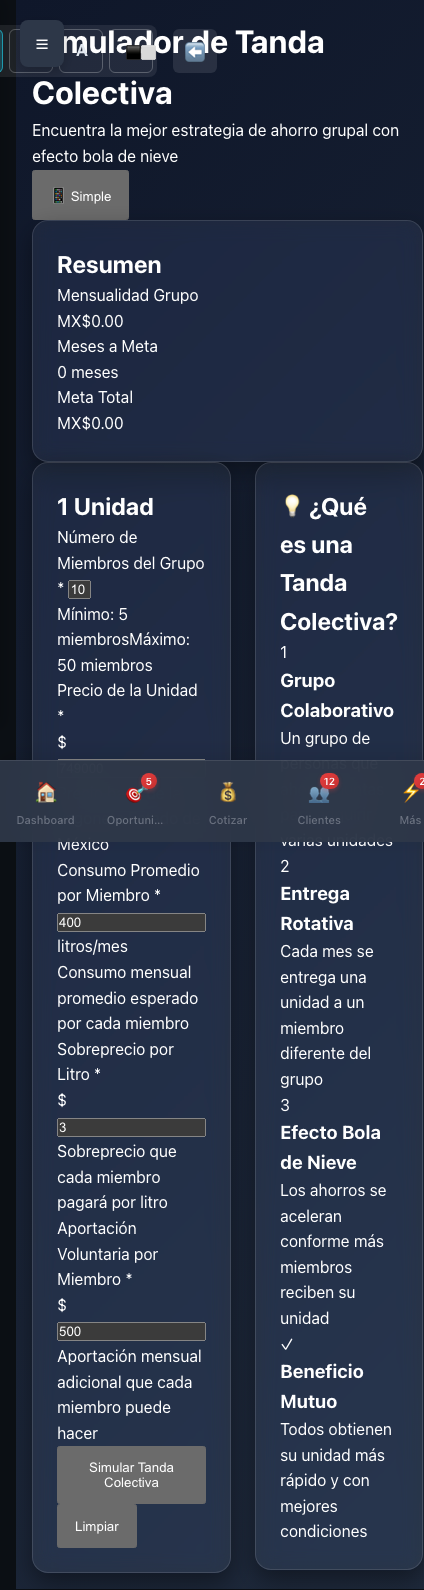 ☰
A
mulador de Tanda
Colectiva
Encuentra la mejor estrategia de ahorro grupal con
efecto bola de nieve
Simple
Resumen
Mensualidad Grupo
MX$0.00
Meses a Meta
0 meses
Meta Total
MX$0.00
1 Unidad
Número de
Miembros del Grupo
* 10
Mínimo: 5
miembrosMáximo:
50 miembros
Precio de la Unidad
*
$
México
Consumo Promedio
por Miembro *
400
litros/mes
Consumo mensual
promedio esperado
por cada miembro
Sobreprecio por
Litro *
$
3
Sobreprecio que
cada miembro
pagará por litro
Aportación
Voluntaria por
Miembro *
$
500
Aportación mensual
adicional que cada
miembro puede
hacer
Simular Tanda
Colectiva
Limpiar
💡 ¿Qué
es una
Tanda
Colectiva?
1
Grupo
Colaborativo
Un grupo de
varias unidades
2
Entrega
Rotativa
Cada mes se
entrega una
unidad a un
miembro
diferente del
grupo
3
Efecto Bola
de Nieve
Los ahorros se
aceleran
conforme más
miembros
reciben su
unidad
✓
Beneficio
Mutuo
Todos obtienen
su unidad más
rápido y con
mejores
condiciones
5
12
2
Dashboard
Oportuni...
Cotizar
Clientes
Más